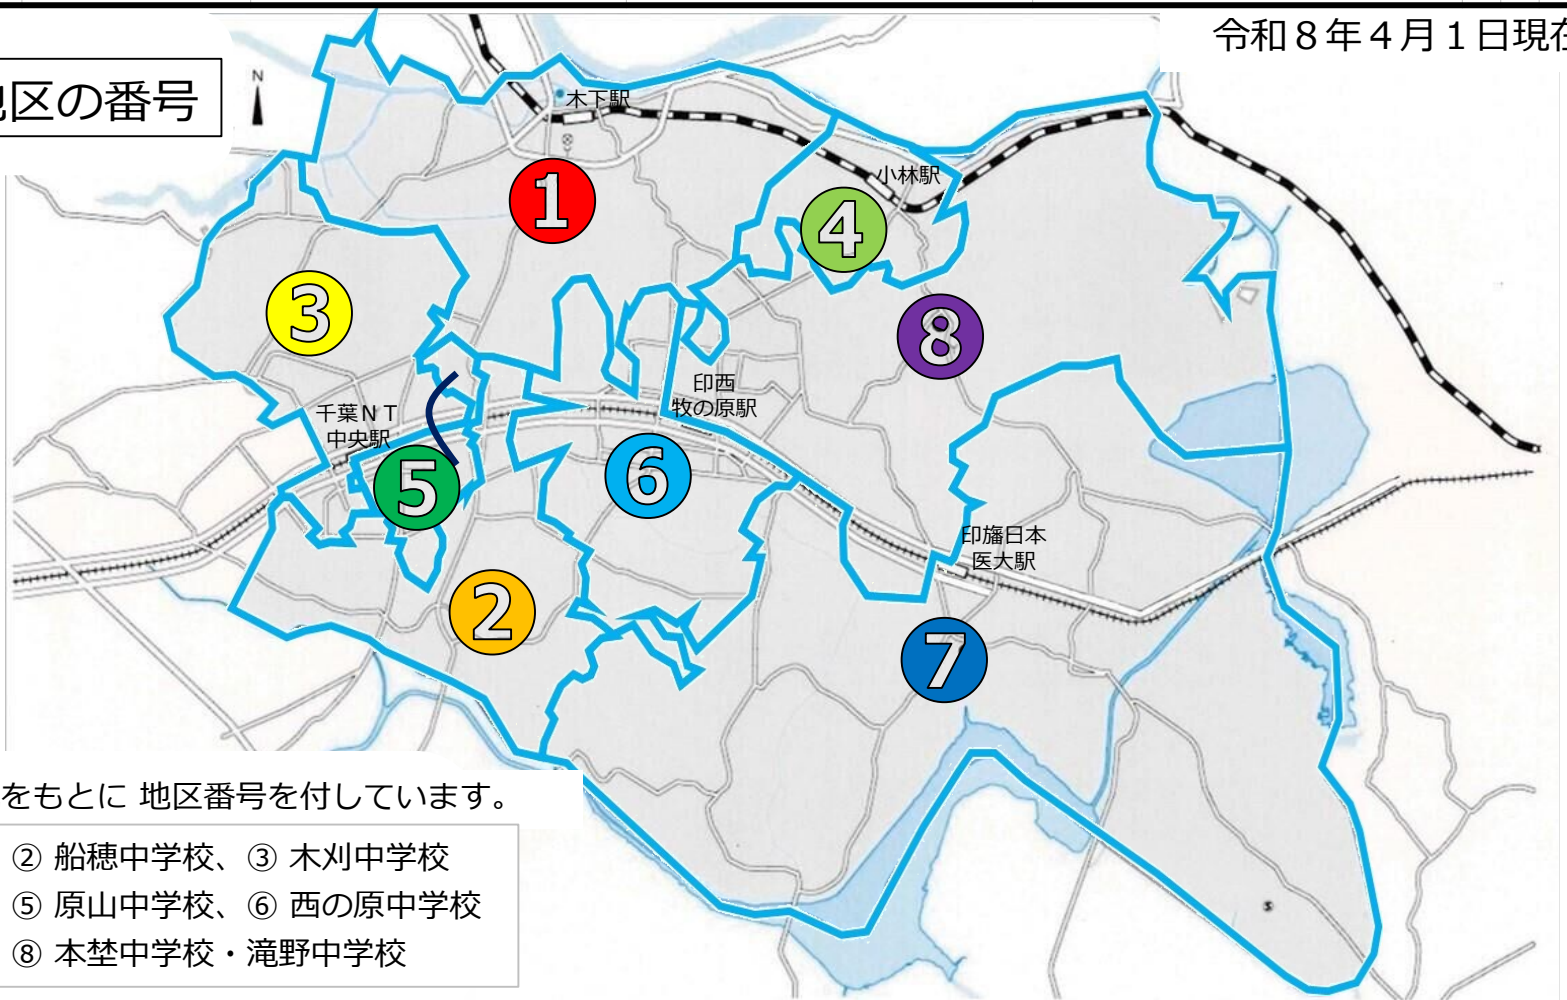 令和８年４月１日現在
地区の番号
N
木下駅
小林駅
1
4
3
8
印西
牧の原駅
千葉ＮＴ
中央駅
5
6
印旛日本
医大駅
2
7
をもとに 地区番号を付しています。
② 船穂中学校、③ 木刈中学校
⑤ 原山中学校、⑥ 西の原中学校
⑧ 本埜中学校・滝野中学校